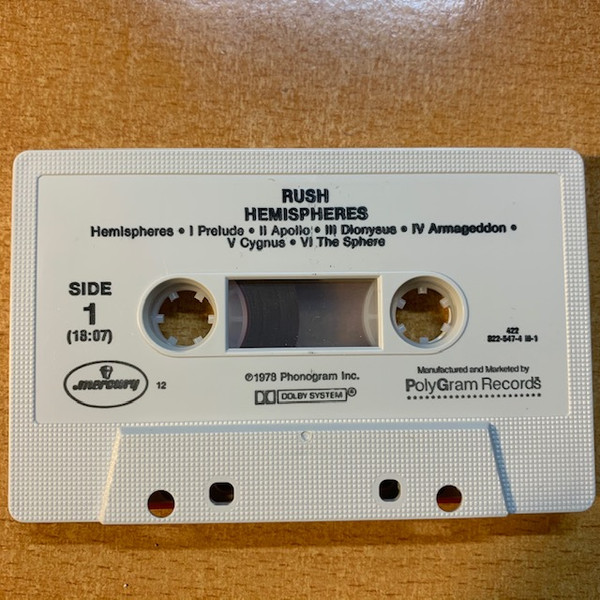 RUSH
HEMISPHERES
Hemispheres • I Prelude • II Apollo • III Dionysus • IV Armageddon •
V Cygnus • VI The Sphere
SIDE
1
(18:07)
422
822-547-4 M-1
mercury
12
℗1978 Phonogram Inc.
DOLBY SYSTEM®
Manufactured and Marketed by
PolyGram Records